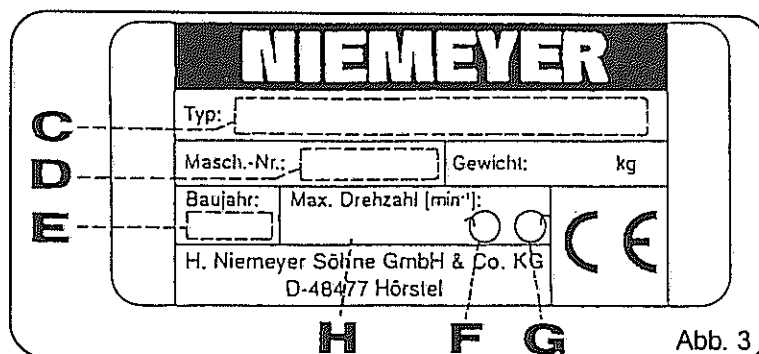 NIEMEYER
C
Typ:
D
Masch.-Nr.:
Gewicht: kg
E
Baujahr:
Max. Drehzahl [min⁻¹]:
CE
H. Niemeyer Söhne GmbH & Co. KG
D-48477 Hörstel
H F G
Abb. 3